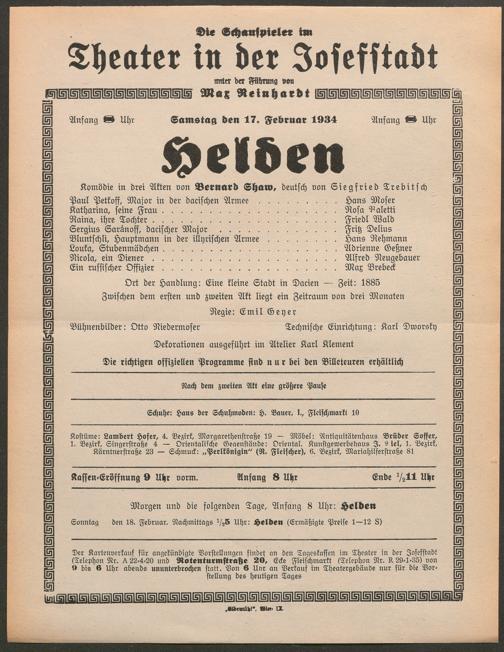 Die Schauspieler im
Theater in der Josefstadt
unter der Führung von
Max Reinhardt
Anfang 8 Uhr Samstag den 17. Februar 1934 Anfang 8 Uhr
Helden
Komödie in drei Akten von Bernard Shaw, deutsch von Siegfried Trebitsch
Paul Petkoff, Major in der dacischen Armee . . . Hans Moser
Katharina, seine Frau . . . Rosa Valetti
Raina, ihre Tochter . . . Friedl Wald
Sergius Saránoff, dacischer Major . . . Fritz Delius
Bluntschli, Hauptmann in der illyrischen Armee . . . Hans Rehmann
Louka, Stubenmädchen . . . Adrienne Geßner
Nicola, ein Diener . . . Alfred Neugebauer
Ein russischer Offizier . . . Max Brebeck
Ort der Handlung: Eine kleine Stadt in Dacien — Zeit: 1885
Zwischen dem ersten und zweiten Akt liegt ein Zeitraum von drei Monaten
Regie: Emil Geyer
Bühnenbilder: Otto Niedermoser Technische Einrichtung: Karl Dworsky
Dekorationen ausgeführt im Atelier Karl Klement
Die richtigen offiziellen Programme sind nur bei den Billeteuren erhältlich
Nach dem zweiten Akt eine größere Pause
Schuhe: Haus der Schuhmoden: H. Bauer, I., Fleischmarkt 10
Kostüme: Lambert Hofer, 4. Bezirk, Margarethenstraße 19 — Möbel: Antiquitätenhaus Brüder Soffer,
1. Bezirk, Singerstraße 4 — Orientalische Gegenstände: Oriental. Kunstgewerbehaus J.
Kärntnerstraße 23 — Schmuck: „Perlkönigin“ (R. Fleischer), 6. Bezirk, Mariahilferstraße 81
Kassen-Eröffnung 9 Uhr vorm. Anfang 8 Uhr Ende ½11 Uhr
Morgen und die folgenden Tage, Anfang 8 Uhr: Helden
Sonntag den 18. Februar. Nachmittags ½5 Uhr: Helden (Ermäßigte Preise 1—12 S)
Der Kartenverkauf für angekündigte Vorstellungen findet an den Tageskassen im Theater in der Josefstadt
(Telephon Nr. A 22-4-20 und Rotenturmstraße 20, Ecke Fleischmarkt (Telephon Nr. R 29-1-35) von
9 bis 6 Uhr abends ununterbrochen statt. Von 6 Uhr an Verkauf im Theatergebäude nur für die Vor-
stellung des heutigen Tages
„Eldemühl“, Wien IX.